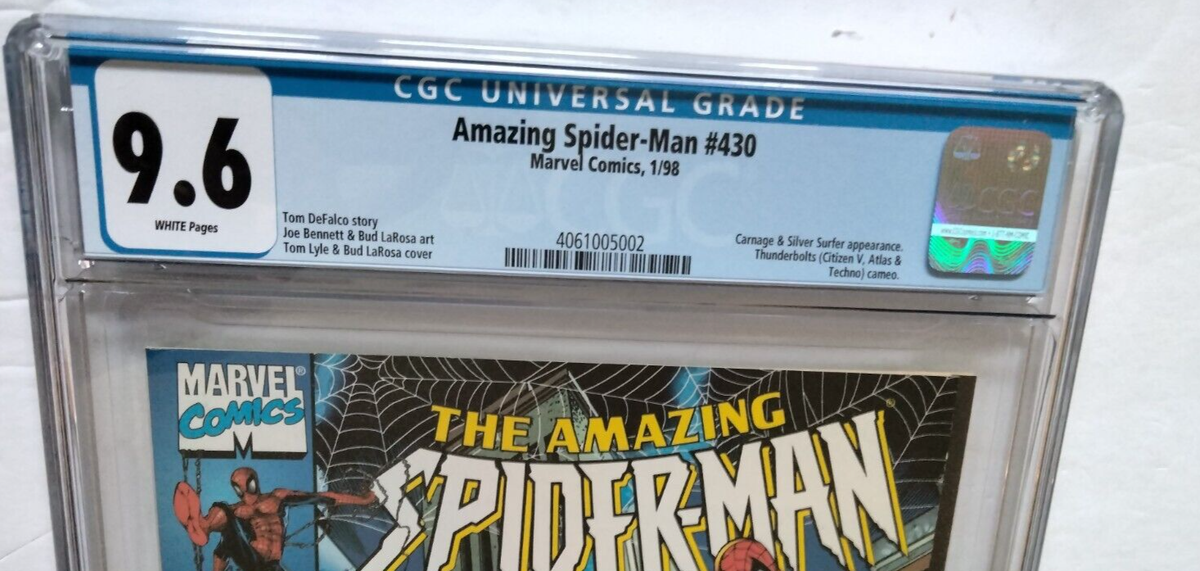 CGC UNIVERSAL GRADE
9.6
WHITE Pages
Amazing Spider-Man #430
Marvel Comics, 1/98
Tom DeFalco story
Joe Bennett & Bud LaRosa art
Tom Lyle & Bud LaRosa cover
4061005002
Carnage & Silver Surfer appearance.
Thunderbolts (Citizen V, Atlas &
Techno) cameo.
CGC
MARVEL®
COMICS
M
THE AMAZING
SPIDER-MAN